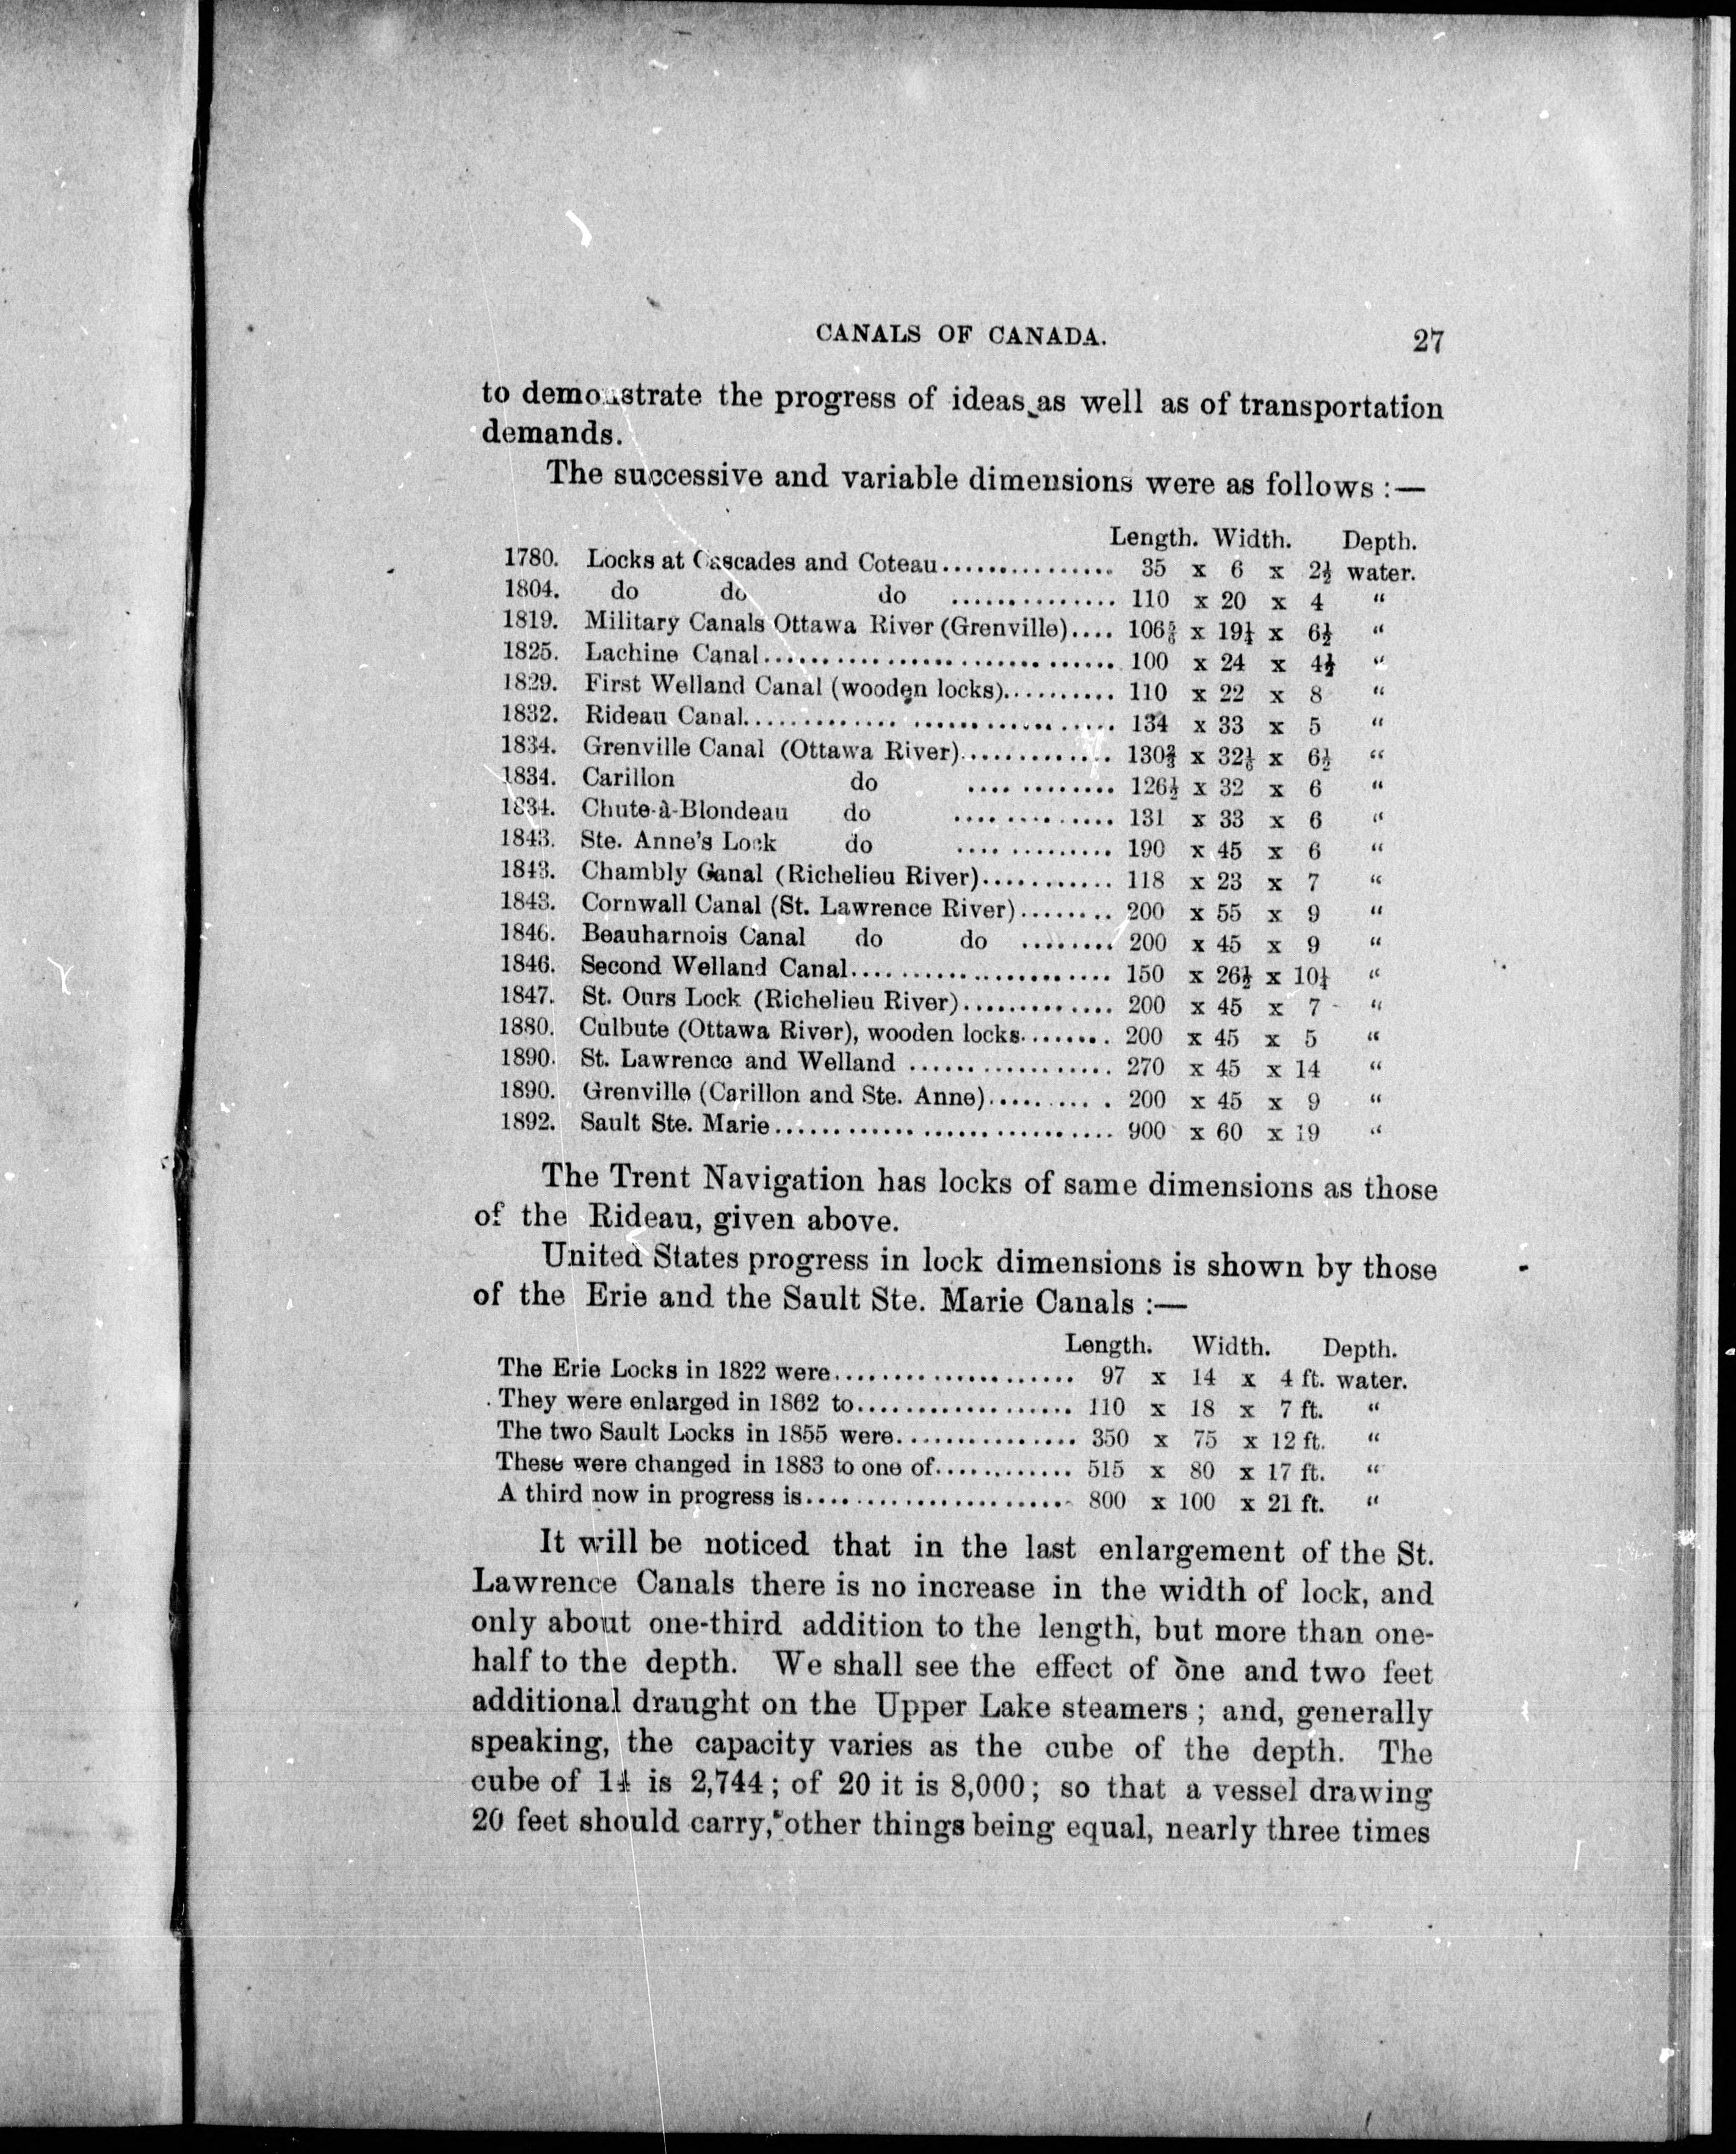 CANALS OF CANADA. 27
to demonstrate the progress of ideas as well as of transportation
demands.
The successive and variable dimensions were as follows :—
Length. Width. Depth.
1780. Locks at Cascades and Coteau............... 35 x 6 x 2½ water.
1804. do do do .............. 110 x 20 x 4 "
1819. Military Canals Ottawa River (Grenville).... 106⅚ x 19¼ x 6½ "
1825. Lachine Canal.............................. 100 x 24 x 4½ "
1829. First Welland Canal (wooden locks).......... 110 x 22 x 8 "
1832. Rideau Canal............................... 134 x 33 x 5 "
1834. Grenville Canal (Ottawa River)............. 130⅔ x 32⅙ x 6½ "
1834. Carillon do ............ 126½ x 32 x 6 "
1834. Chute-à-Blondeau do ............. 131 x 33 x 6 "
1843. Ste. Anne's Lock do ............. 190 x 45 x 6 "
1843. Chambly Canal (Richelieu River)........... 118 x 23 x 7 "
1843. Cornwall Canal (St. Lawrence River)........ 200 x 55 x 9 "
1846. Beauharnois Canal do do ........ 200 x 45 x 9 "
1846. Second Welland Canal...................... 150 x 26½ x 10¼ "
1847. St. Ours Lock (Richelieu River)............. 200 x 45 x 7 "
1880. Culbute (Ottawa River), wooden locks........ 200 x 45 x 5 "
1890. St. Lawrence and Welland ................. 270 x 45 x 14 "
1890. Grenville (Carillon and Ste. Anne).......... 200 x 45 x 9 "
1892. Sault Ste. Marie............................ 900 x 60 x 19 "
The Trent Navigation has locks of same dimensions as those
of the Rideau, given above.
United States progress in lock dimensions is shown by those
of the Erie and the Sault Ste. Marie Canals :—
Length. Width. Depth.
The Erie Locks in 1822 were.................... 97 x 14 x 4 ft. water.
They were enlarged in 1862 to.................. 110 x 18 x 7 ft. "
The two Sault Locks in 1855 were............... 350 x 75 x 12 ft. "
These were changed in 1883 to one of............ 515 x 80 x 17 ft. "
A third now in progress is...................... 800 x 100 x 21 ft. "
It will be noticed that in the last enlargement of the St.
Lawrence Canals there is no increase in the width of lock, and
only about one-third addition to the length, but more than one-
half to the depth. We shall see the effect of one and two feet
additional draught on the Upper Lake steamers ; and, generally
speaking, the capacity varies as the cube of the depth. The
cube of 14 is 2,744 ; of 20 it is 8,000 ; so that a vessel drawing
20 feet should carry, other things being equal, nearly three times